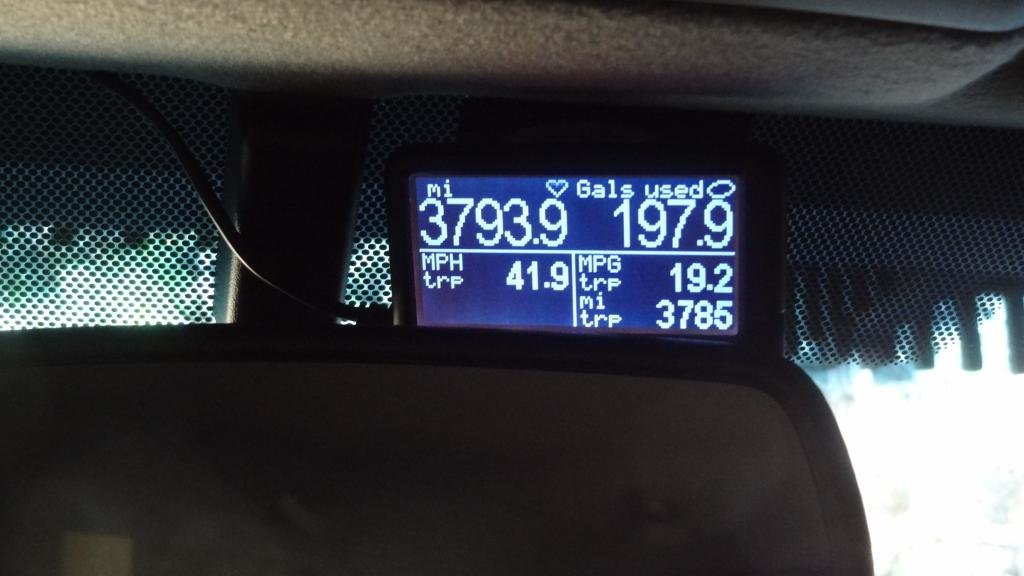 mi ♡ Gals used
3793.9 197.9
MPH
trp 41.9
MPG
trp 19.2
mi
trp 3785